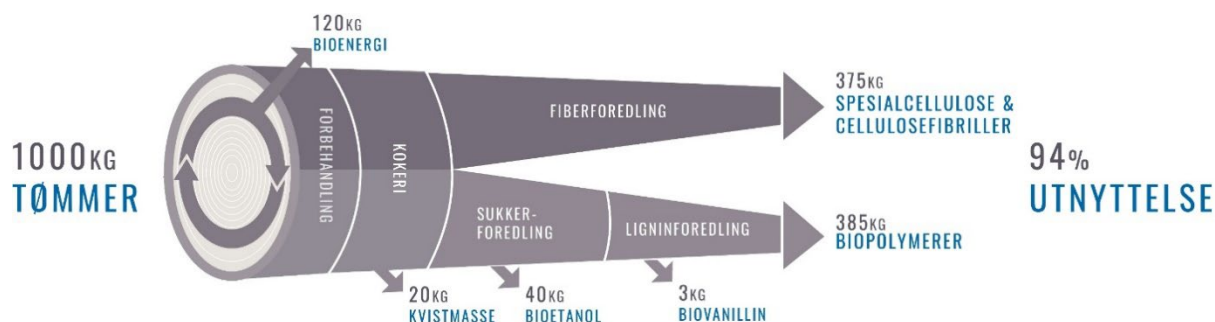 120KG
BIOENERGI
1000KG
TØMMER
FORBEHANDLING
KOKERI
FIBERFOREDLING
375KG
SPESIALCELLULOSE &
CELLULOSEFIBRILLER
94%
UTNYTTELSE
SUKKER-
FOREDLING
LIGNINFOREDLING
385KG
BIOPOLYMERER
20KG
KVISTMASSE
40KG
BIOETANOL
3KG
BIOVANILLIN